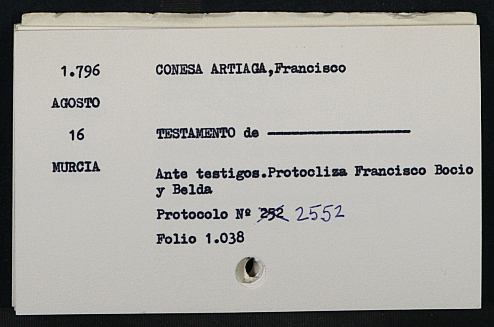 1.796 CONESA ARTIAGA,Francisco
AGOSTO
16 TESTAMENTO de
MURCIA
Ante testigos.Protocliza Francisco Bocio
y Belda
Protocolo Nº 252 2552
Folio 1.038